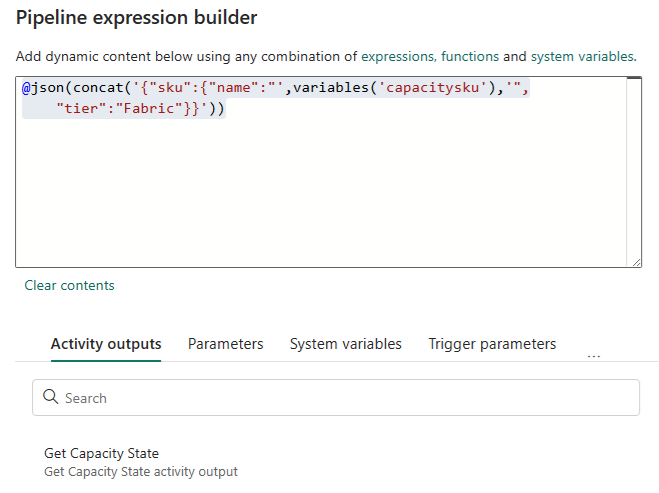 Pipeline expression builder
Add dynamic content below using any combination of expressions, functions and system variables.
@json(concat('{"sku":{"name":"',variables('capacitysku'),'",
"tier":"Fabric"}}'))
Clear contents
Activity outputs Parameters System variables Trigger parameters ...
Search
Get Capacity State
Get Capacity State activity output